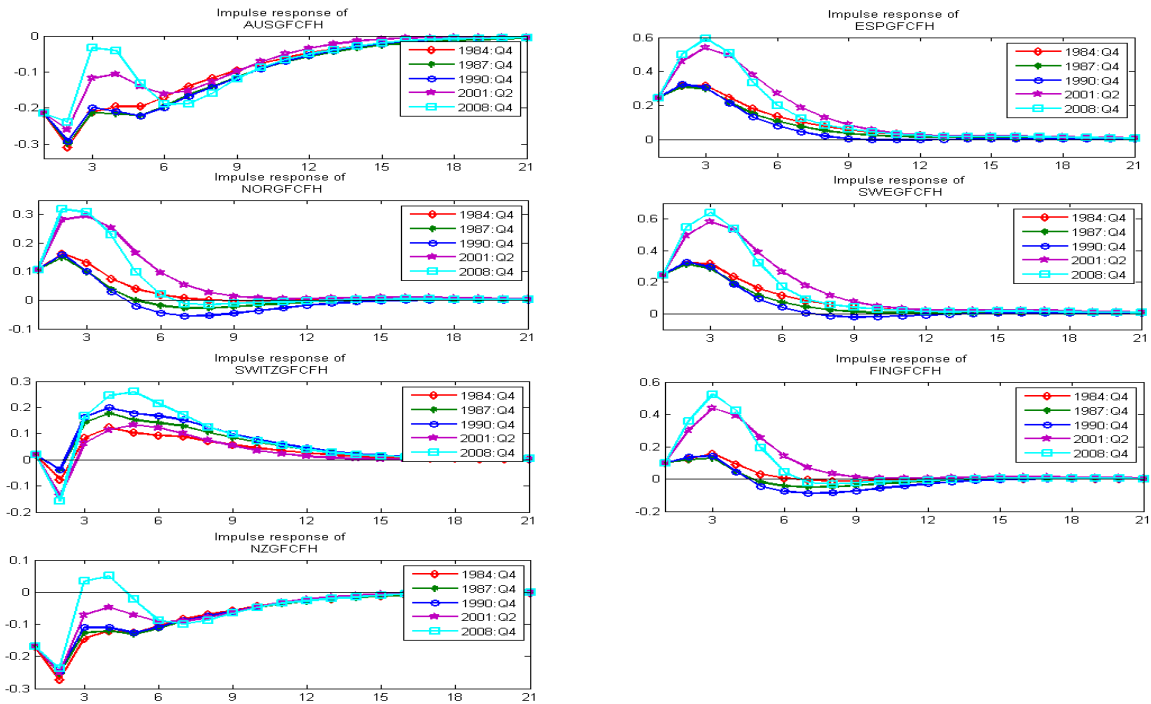 Impulse response of
AUSGFCFH
0
-0.1
-0.2
-0.3
3 6 9 12 15 18 21
1984:Q4
1987:Q4
1990:Q4
2001:Q2
2008:Q4
Impulse response of
ESPGFCFH
0.6
0.4
0.2
0
3 6 9 12 15 18 21
1984:Q4
1987:Q4
1990:Q4
2001:Q2
2008:Q4
Impulse response of
NORGFCFH
0.3
0.2
0.1
0
-0.1
3 6 9 12 15 18 21
1984:Q4
1987:Q4
1990:Q4
2001:Q2
2008:Q4
Impulse response of
SWEGFCFH
0.6
0.4
0.2
0
3 6 9 12 15 18 21
1984:Q4
1987:Q4
1990:Q4
2001:Q2
2008:Q4
Impulse response of
SWITZGFCFH
0.3
0.2
0.1
0
-0.1
-0.2
3 6 9 12 15 18 21
1984:Q4
1987:Q4
1990:Q4
2001:Q2
2008:Q4
Impulse response of
FINGFCFH
0.6
0.4
0.2
0
-0.2
3 6 9 12 15 18 21
1984:Q4
1987:Q4
1990:Q4
2001:Q2
2008:Q4
Impulse response of
NZGFCFH
0.1
0
-0.1
-0.2
-0.3
3 6 9 12 15 18 21
1984:Q4
1987:Q4
1990:Q4
2001:Q2
2008:Q4